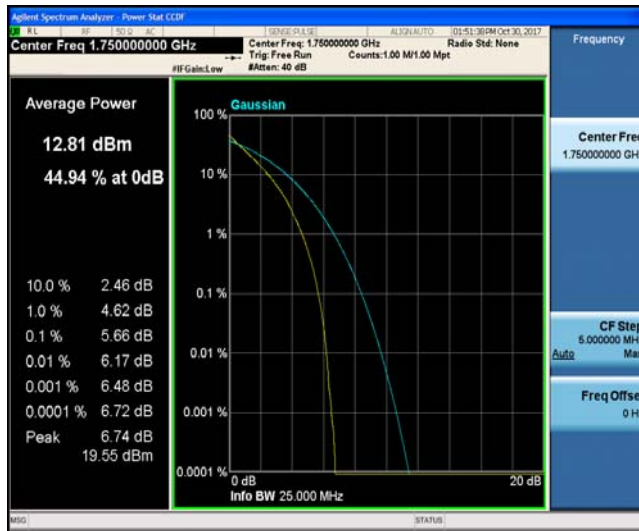 Agilent Spectrum Analyzer - Power Stat CCDF
RL RF 50 Ω AC SENSE:PULSE ALIGN AUTO 01:51:38 PM Oct 30, 2017
Center Freq 1.750000000 GHz
Center Freq: 1.750000000 GHz
Radio Std: None
Trig: Free Run
Counts:1.00 M/1.00 Mpt
#IFGain:Low
#Atten: 40 dB
Frequency
Average Power
12.81 dBm
44.94 % at 0dB
10.0 % 2.46 dB
1.0 % 4.62 dB
0.1 % 5.66 dB
0.01 % 6.17 dB
0.001 % 6.48 dB
0.0001 % 6.72 dB
Peak 6.74 dB
19.55 dBm
Gaussian
100 %
10 %
1 %
0.1 %
0.01 %
0.001 %
0.0001 %
0 dB
20 dB
Info BW 25.000 MHz
Center Fre
1.750000000 GH
CF Step
5.000000 MH
Auto Ma
Freq Offse
0 H
MSG
STATUS